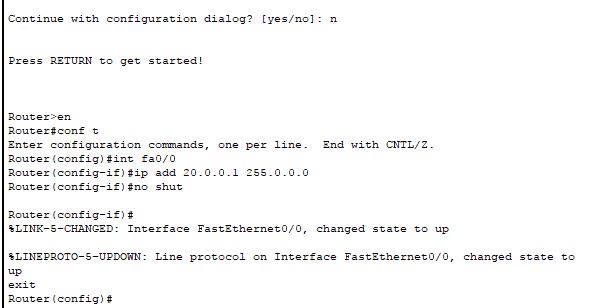 Continue with configuration dialog? [yes/no]: n
Press RETURN to get started!
Router>en
Router#conf t
Enter configuration commands, one per line.  End with CNTL/Z.
Router(config)#int fa0/0
Router(config-if)#ip add 20.0.0.1 255.0.0.0
Router(config-if)#no shut
Router(config-if)#
%LINK-5-CHANGED: Interface FastEthernet0/0, changed state to up
%LINEPROTO-5-UPDOWN: Line protocol on Interface FastEthernet0/0, changed state to
up
exit
Router(config)#